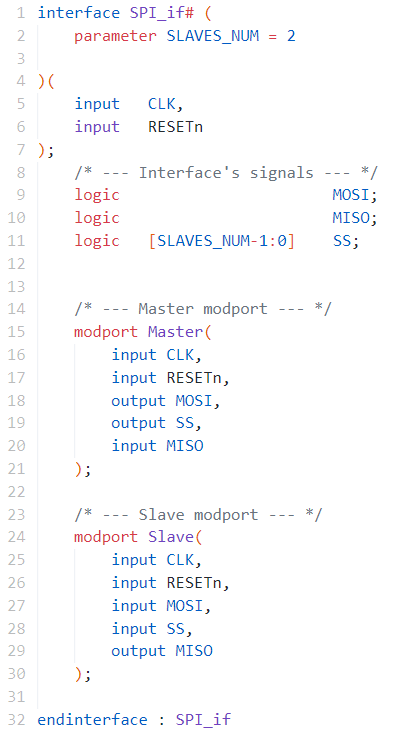 1 interface SPI_if# (
2     parameter SLAVES_NUM = 2
3
4 )(
5     input   CLK,
6     input   RESETn
7 );
8     /* --- Interface's signals --- */
9     logic                       MOSI;
10     logic                       MISO;
11     logic   [SLAVES_NUM-1:0]    SS;
12
13
14     /* --- Master modport --- */
15     modport Master(
16         input CLK,
17         input RESETn,
18         output MOSI,
19         output SS,
20         input MISO
21     );
22
23     /* --- Slave modport --- */
24     modport Slave(
25         input CLK,
26         input RESETn,
27         input MOSI,
28         input SS,
29         output MISO
30     );
31
32 endinterface : SPI_if